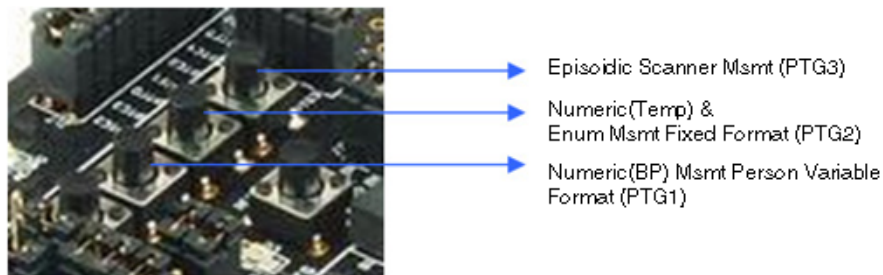 Episoidic Scanner Msmt (PTG3)
Numeric(Temp) &
Enum Msmt Fixed Format (PTG2)
Numeric(BP) Msmt Person Variable
Format (PTG1)